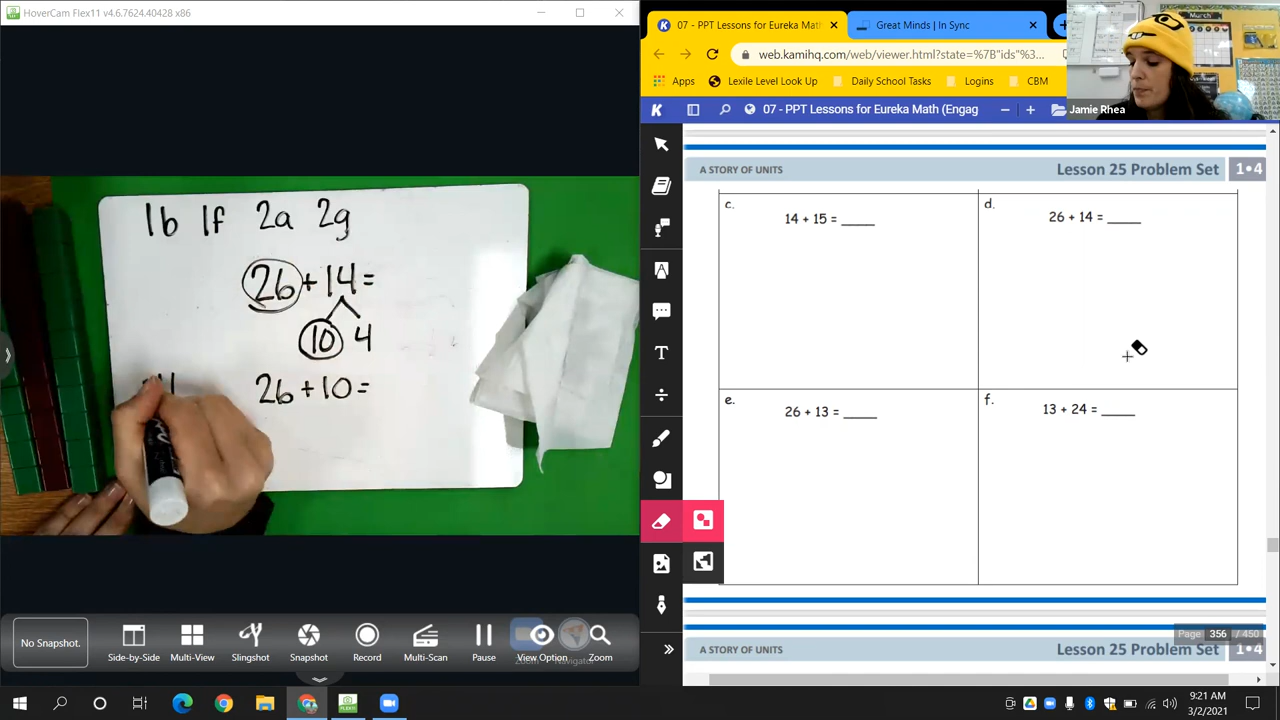 HoverCam Flex11 v4.6.7624.40428 x86
1b 1f 2a 2g
26 + 14 =
10 4
26 + 10 =
No Snapshot.
Side-by-Side
Multi-View
Slingshot
Snapshot
Record
Multi-Scan
Pause
View Option
Zoom
07 - PPT Lessons for Eureka Math
Great Minds | In Sync
web.kamihq.com/web/viewer.html?state=%7B"ids"%3...
Apps
Lexile Level Look Up
Daily School Tasks
Logins
CBM
March
Jamie Rhea
K
07 - PPT Lessons for Eureka Math (Engag
A STORY OF UNITS
Lesson 25 Problem Set 1•4
c.
14 + 15 = _____
d.
26 + 14 = _____
e.
26 + 13 = _____
f.
13 + 24 = _____
Page 356 / 450
A STORY OF UNITS
Lesson 25 Problem Set 1•4
9:21 AM
3/2/2021